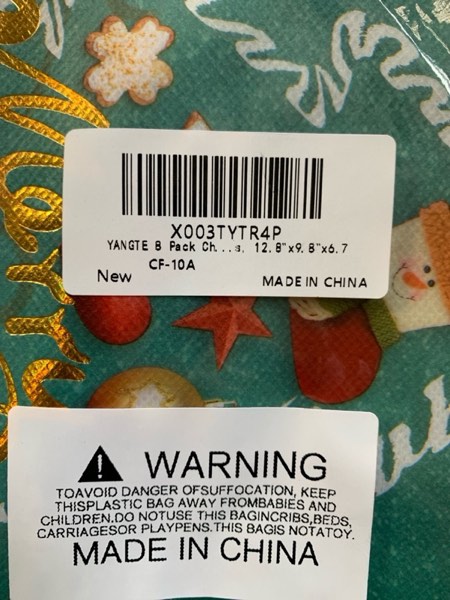 Merry
X003TYTR4P
YANGTE 8 Pack Ch...s, 12.8"x9.8"x6.7
CF-10A
New
MADE IN CHINA
WARNING
TOAVOID DANGER OFSUFFOCATION, KEEP
THISPLASTIC BAG AWAY FROMBABIES AND
CHILDREN.DO NOTUSE THIS BAGINCRIBS,BEDS,
CARRIAGESOR PLAYPENS.THIS BAGIS NOTATOY.
MADE IN CHINA